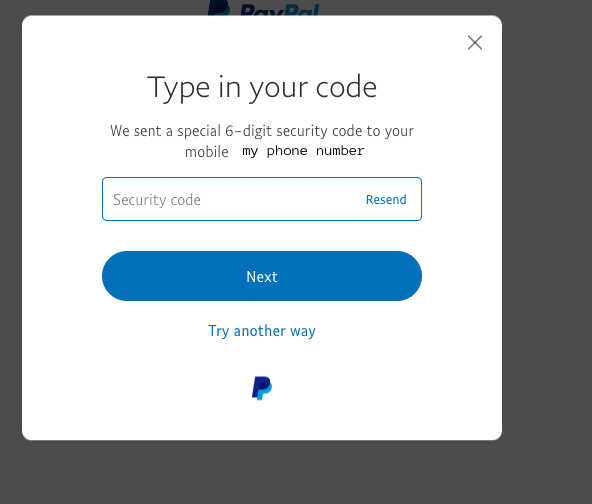 PayPal
Type in your code
We sent a special 6-digit security code to your
mobile my phone number
Security code Resend
Next
Try another way